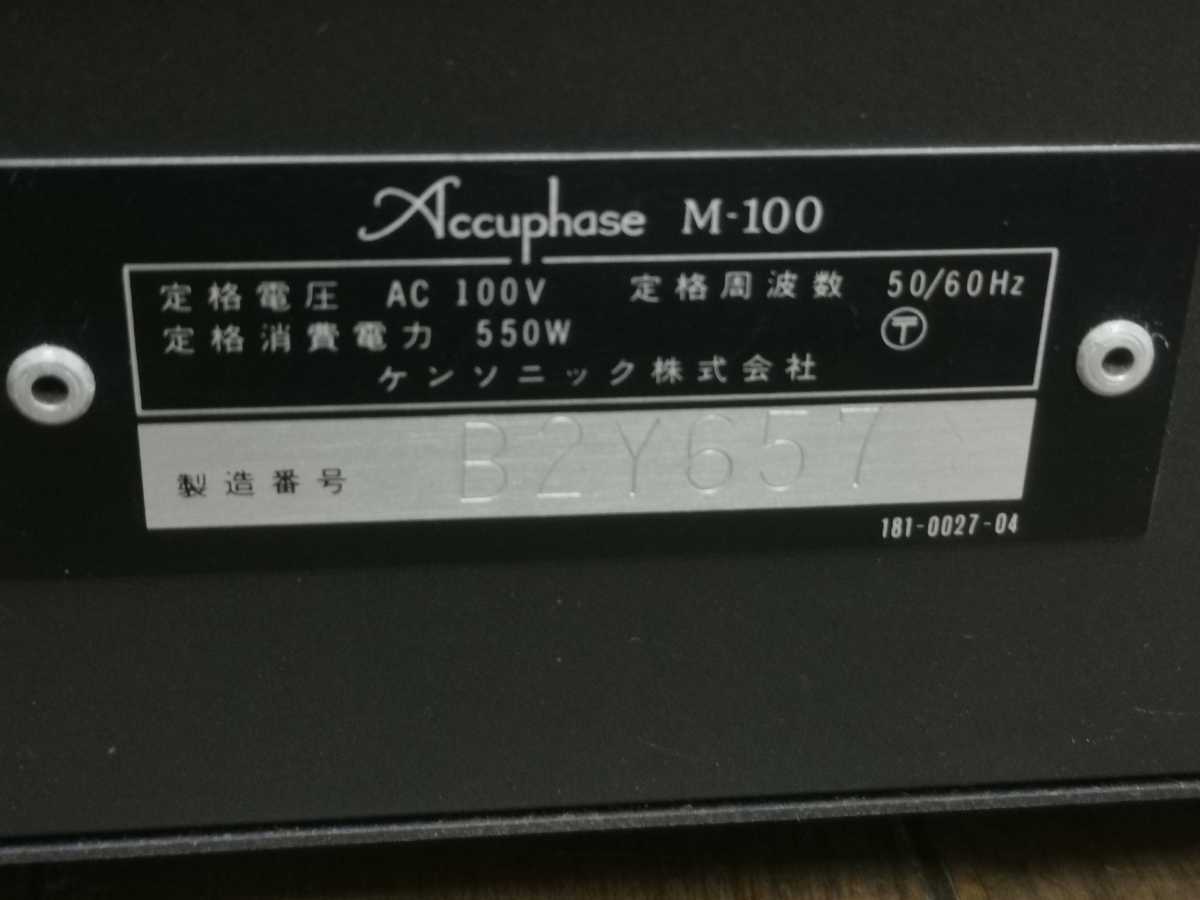 Accuphase M-100
定格電圧 AC 100V 定格周波数 50/60Hz
定格消費電力 550W 〒
ケンソニック株式会社
製造番号 B2Y657
181-0027-04